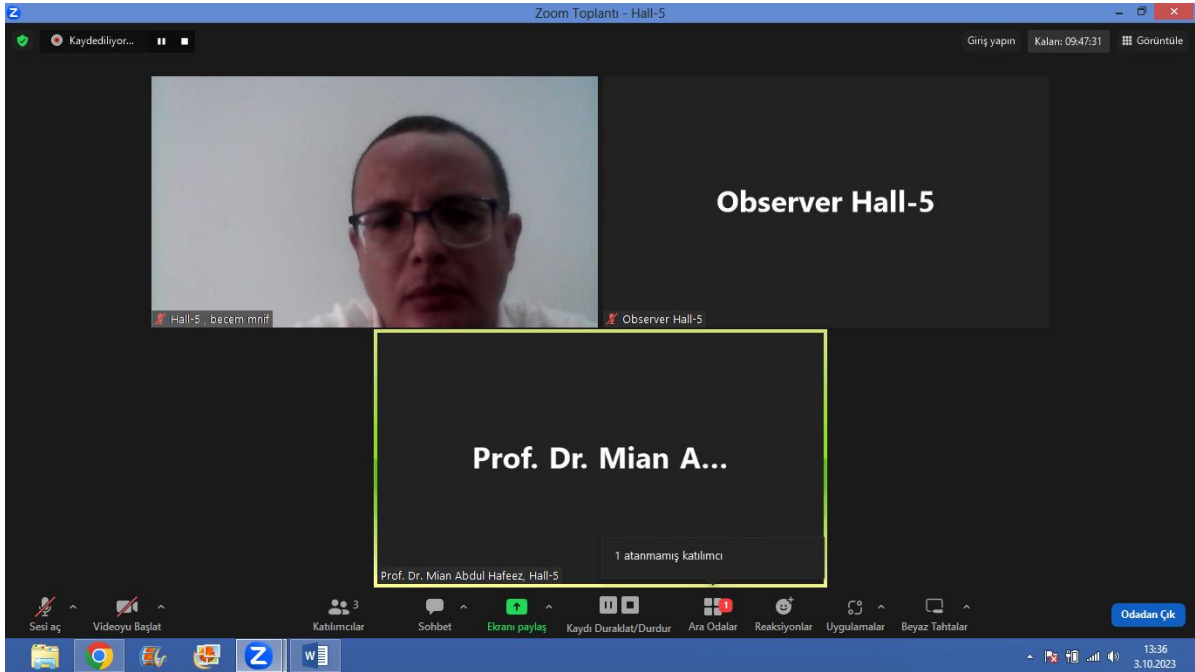 Zoom Toplantı - Hall-5
Kaydediliyor...
Giriş yapın
Kalan: 09:47:31
Görüntüle
Observer Hall-5
Hall-5 , becem mnif
Observer Hall-5
Prof. Dr. Mian A...
1 atanmamış katılımcı
Prof. Dr. Mian Abdul Hafeez, Hall-5
Sesi aç
Videoyu Başlat
3
Katılımcılar
Sohbet
Ekranı paylaş
Kaydı Duraklat/Durdur
1
Ara Odalar
Reaksiyonlar
Uygulamalar
Beyaz Tahtalar
Odadan Çık
13:36
3.10.2023